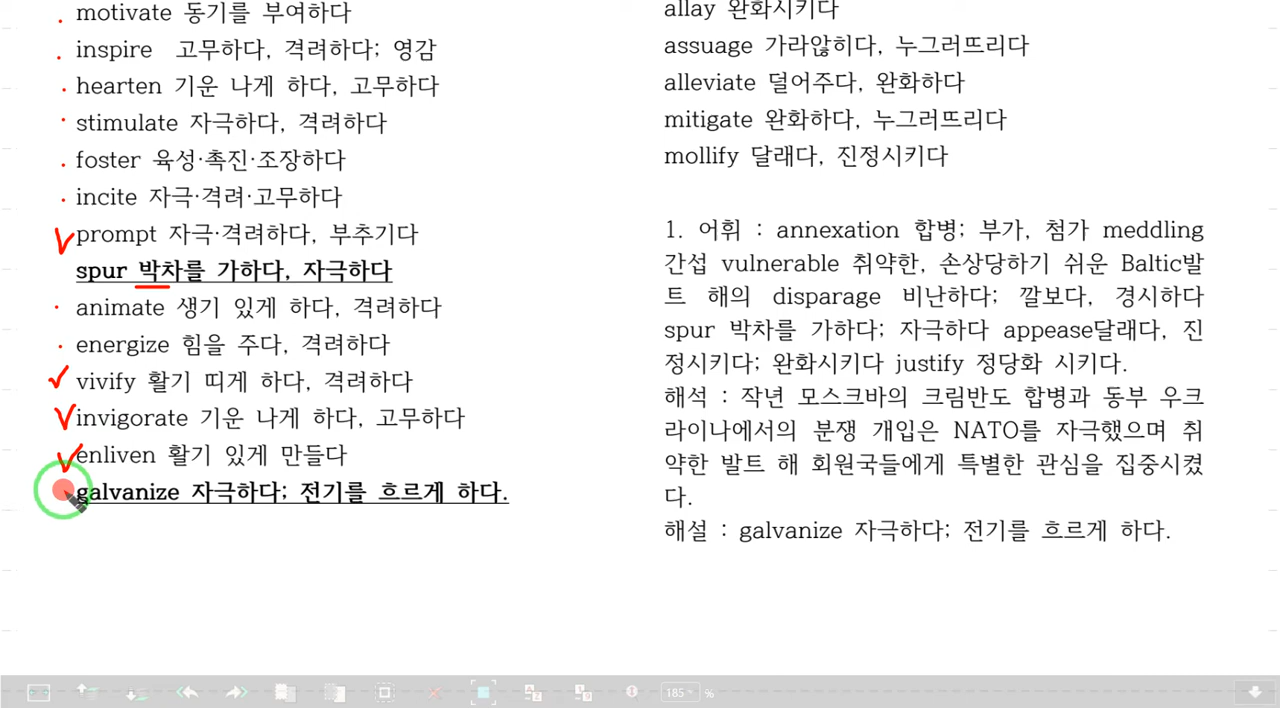 motivate 동기를 부여하다
inspire 고무하다, 격려하다; 영감
hearten 기운 나게 하다, 고무하다
stimulate 자극하다, 격려하다
foster 육성·촉진·조장하다
incite 자극·격려·고무하다
prompt 자극·격려하다, 부추기다
spur 박차를 가하다, 자극하다
animate 생기 있게 하다, 격려하다
energize 힘을 주다, 격려하다
vivify 활기 띠게 하다, 격려하다
invigorate 기운 나게 하다, 고무하다
enliven 활기 있게 만들다
galvanize 자극하다; 전기를 흐르게 하다.
allay 완화시키다
assuage 가라앉히다, 누그러뜨리다
alleviate 덜어주다, 완화하다
mitigate 완화하다, 누그러뜨리다
mollify 달래다, 진정시키다
1. 어휘 : annexation 합병; 부가, 첨가 meddling
간섭 vulnerable 취약한, 손상당하기 쉬운 Baltic발
트 해의 disparage 비난하다; 깔보다, 경시하다
spur 박차를 가하다; 자극하다 appease달래다, 진
정시키다; 완화시키다 justify 정당화 시키다.
해석 : 작년 모스크바의 크림반도 합병과 동부 우크
라이나에서의 분쟁 개입은 NATO를 자극했으며 취
약한 발트 해 회원국들에게 특별한 관심을 집중시켰
다.
해설 : galvanize 자극하다; 전기를 흐르게 하다.
185 %